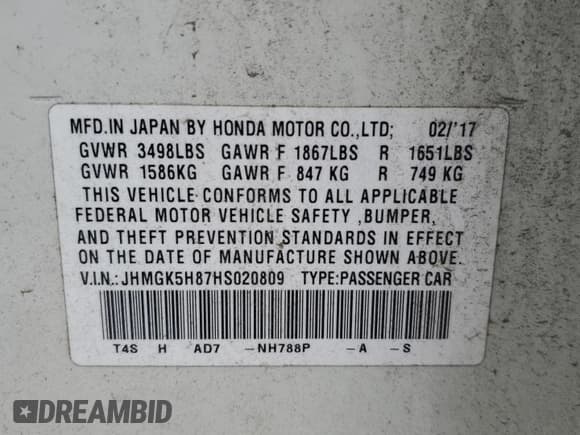 MFD.IN JAPAN BY HONDA MOTOR CO.,LTD; 02/'17
GVWR 3498LBS GAWR F 1867LBS R 1651LBS
GVWR 1586KG GAWR F 847 KG R 749 KG
THIS VEHICLE CONFORMS TO ALL APPLICABLE
FEDERAL MOTOR VEHICLE SAFETY ,BUMPER,
AND THEFT PREVENTION STANDARDS IN EFFECT
ON THE DATE OF MANUFACTURE SHOWN ABOVE.
V.I.N.:JHMGK5H87HS020809 TYPE:PASSENGER CAR
T4S H AD7 -NH788P -A -S
DREAMBID